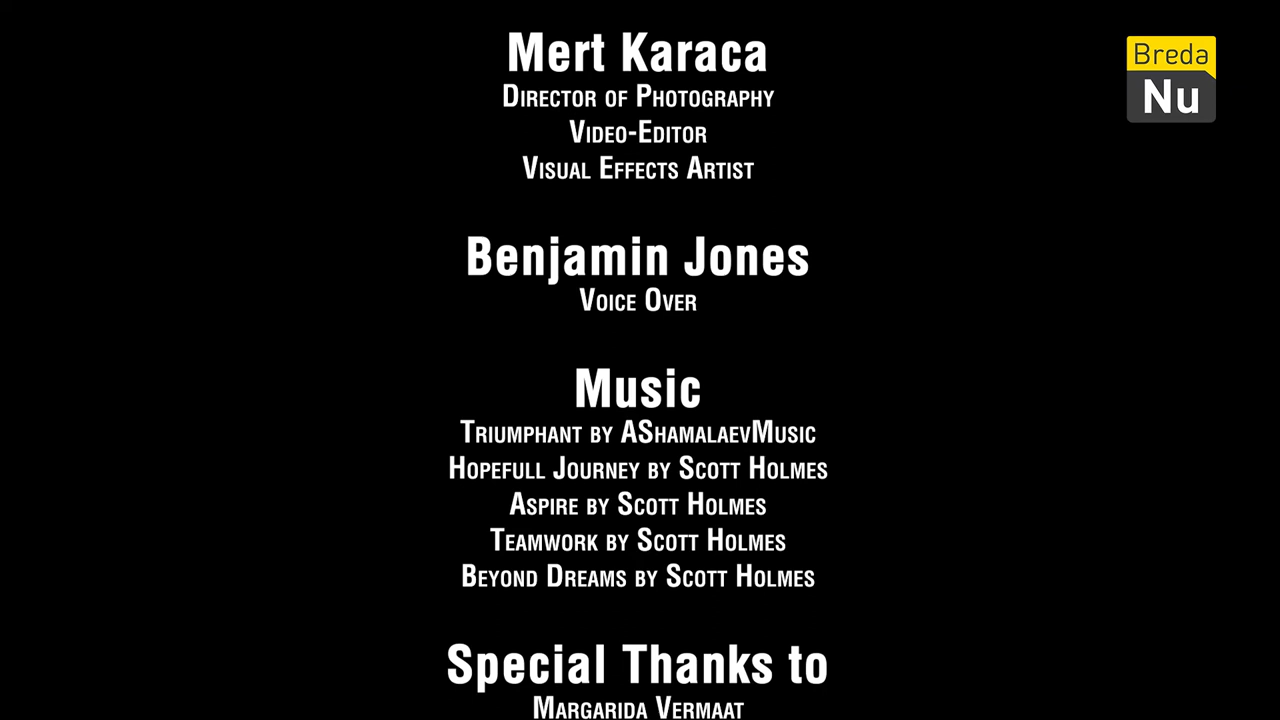 Mert Karaca
Director of Photography
Video-Editor
Visual Effects Artist
Benjamin Jones
Voice Over
Music
Triumphant by AShamalaevMusic
Hopefull Journey by Scott Holmes
Aspire by Scott Holmes
Teamwork by Scott Holmes
Beyond Dreams by Scott Holmes
Special Thanks to
Margarida Vermaat
Breda
Nu